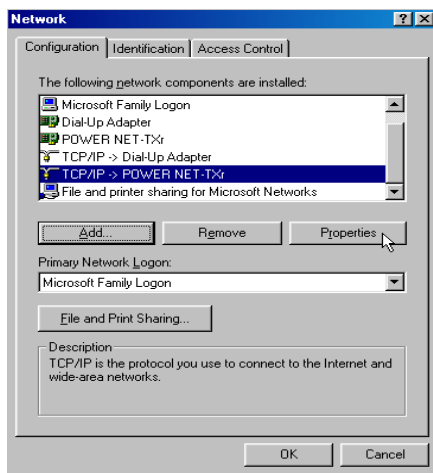 Network
Configuration Identification Access Control
The following network components are installed:
Microsoft Family Logon
Dial-Up Adapter
POWER NET-TXr
TCP/IP -> Dial-Up Adapter
TCP/IP -> POWER NET-TXr
File and printer sharing for Microsoft Networks
Add... Remove Properties
Primary Network Logon:
Microsoft Family Logon
File and Print Sharing...
Description
TCP/IP is the protocol you use to connect to the Internet and
wide-area networks.
OK Cancel